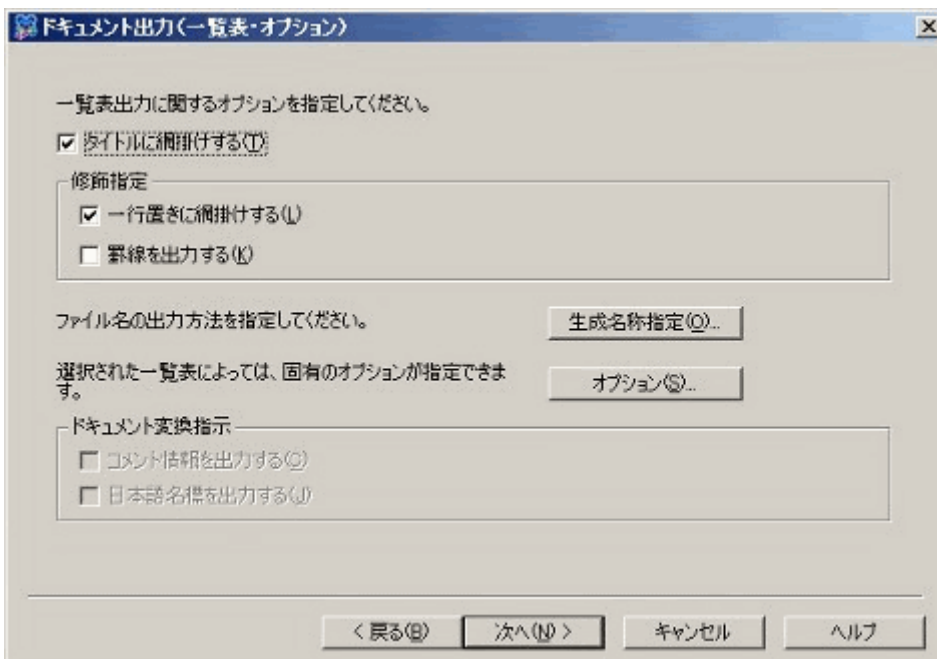 ドキュメント出力(一覧表・オプション)
一覧表出力に関するオプションを指定してください。
タイトルに網掛けする(T)
修飾指定
一行置きに網掛けする(L)
罫線を出力する(K)
ファイル名の出力方法を指定してください。
生成名称指定(O)...
選択された一覧表によっては、固有のオプションが指定できま
す。
オプション(S)...
ドキュメント変換指示
コメント情報を出力する(C)
日本語名標を出力する(J)
< 戻る(B)
次へ(N) >
キャンセル
ヘルプ